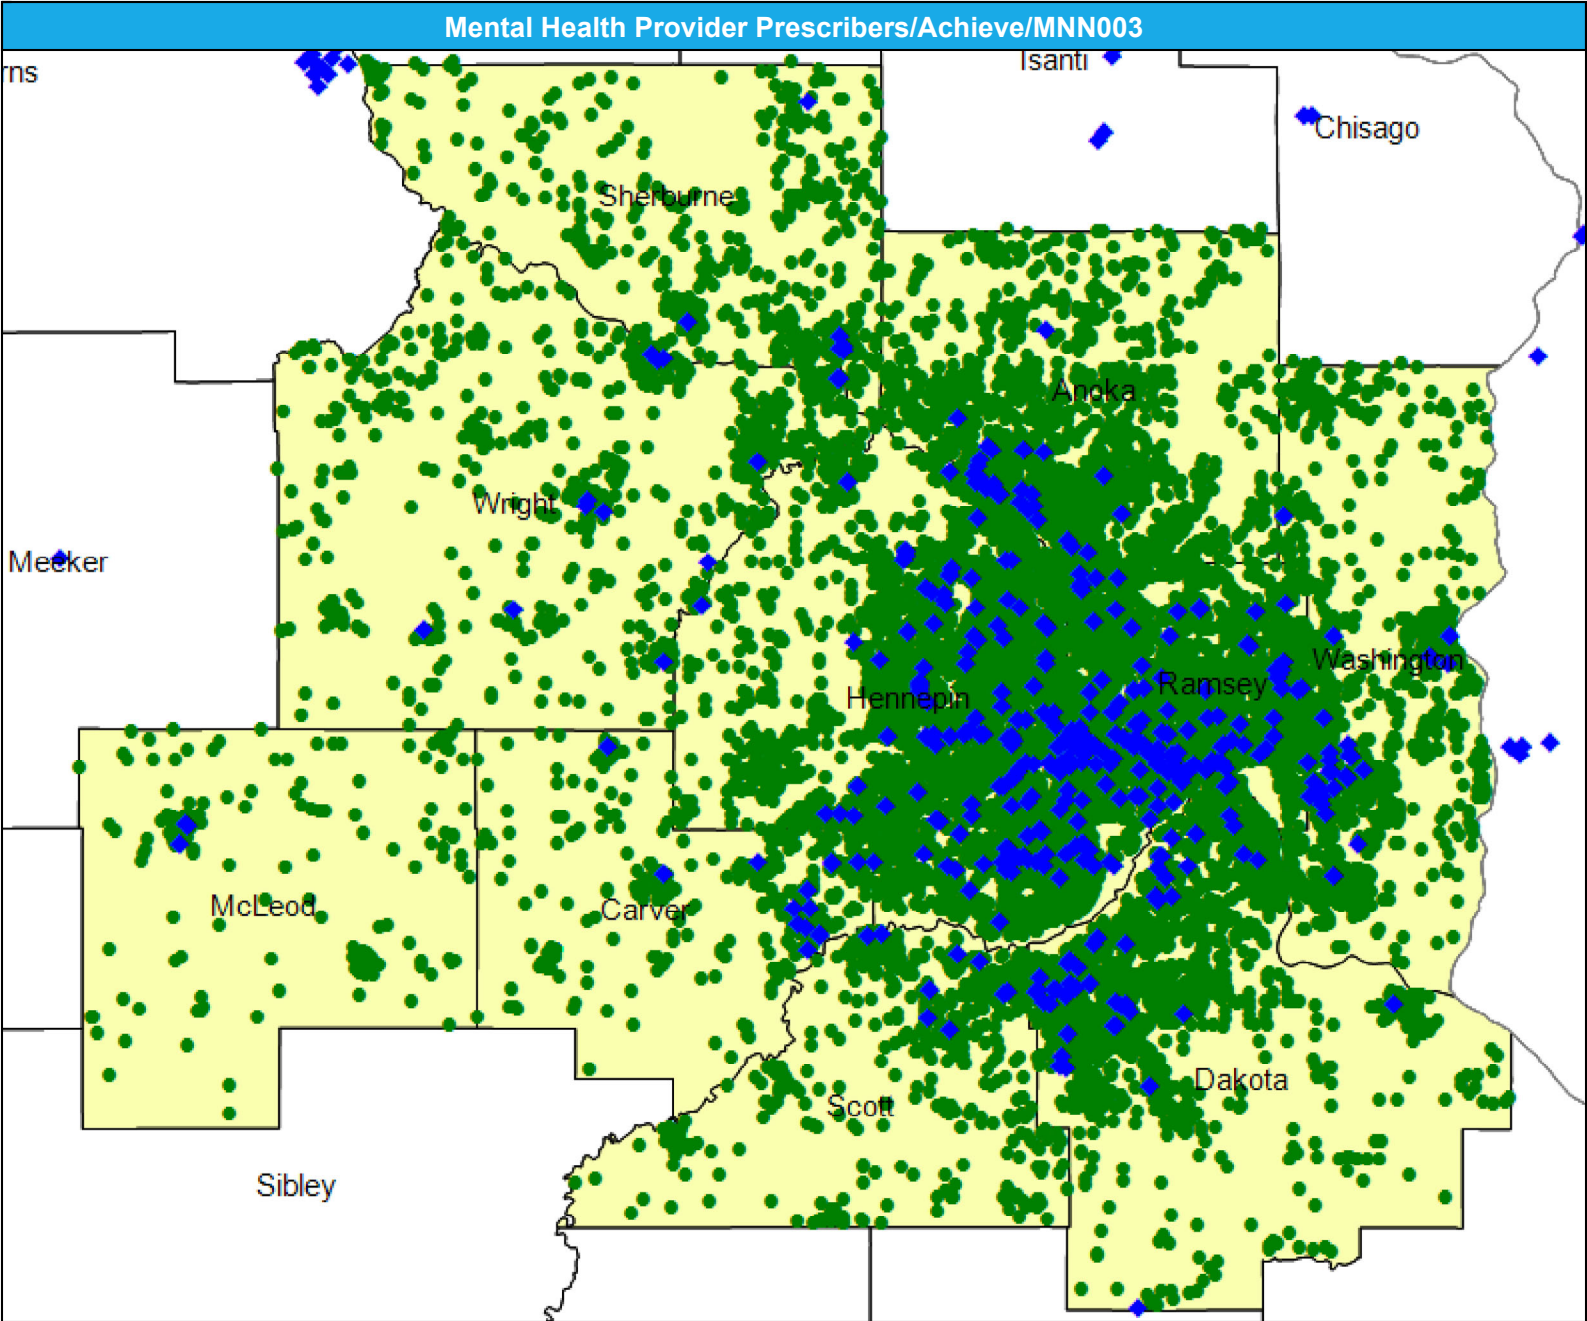 Mental Health Provider Prescribers/Achieve/MNN003
Isanti
rns
Chisago
Sherburne
Anoka
Wright
Meeker
Washington
Ramsey
Hennepin
McLeod
Carver
Dakota
Scott
Sibley